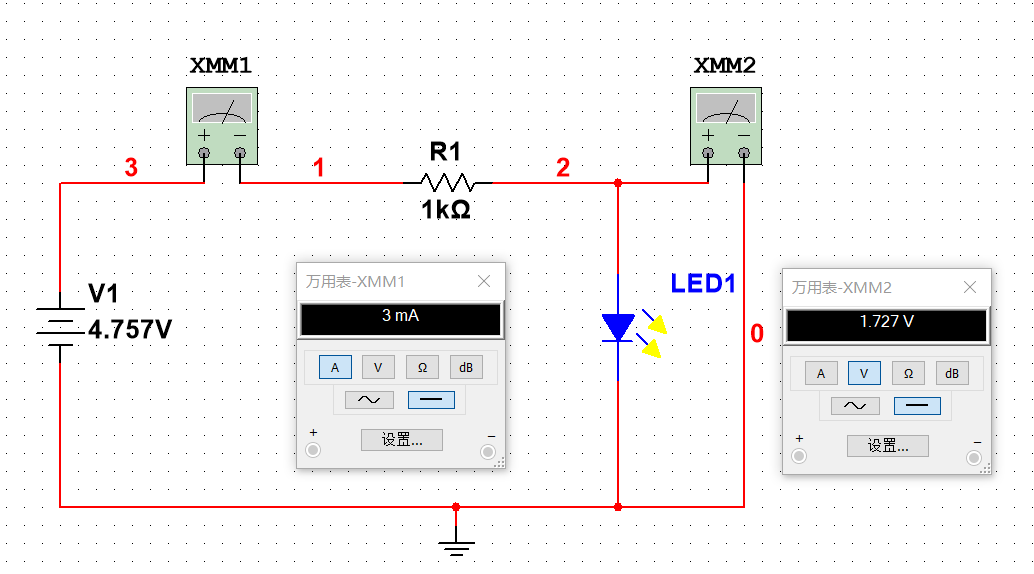 XMM1
XMM2
+ −
+ −
3
1
R1
2
1kΩ
V1
4.757V
LED1
0
万用表-XMM1
3 mA
A V Ω dB
+ −
设置...
万用表-XMM2
1.727 V
A V Ω dB
+ −
设置...